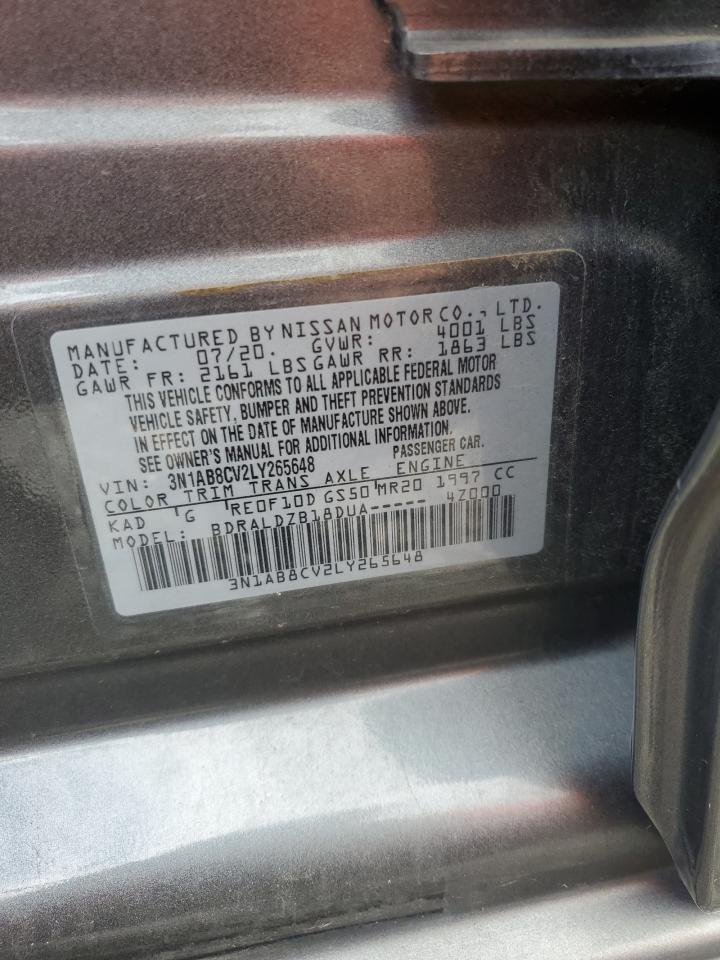 MANUFACTURED BY NISSAN MOTOR CO., LTD.
DATE: 07/20. GVWR: 4001 LBS
GAWR FR: 2161 LBS GAWR RR: 1863 LBS
THIS VEHICLE CONFORMS TO ALL APPLICABLE FEDERAL MOTOR
VEHICLE SAFETY, BUMPER AND THEFT PREVENTION STANDARDS
IN EFFECT ON THE DATE OF MANUFACTURE SHOWN ABOVE.
SEE OWNER'S MANUAL FOR ADDITIONAL INFORMATION.
VIN: 3N1AB8CV2LY265648 PASSENGER CAR.
COLOR TRIM TRANS AXLE ENGINE
KAD G RE0F10D GS50 MR20 1997 CC
MODEL: BDRALDZB18DUA----- 47000
3N1AB8CV2LY265648